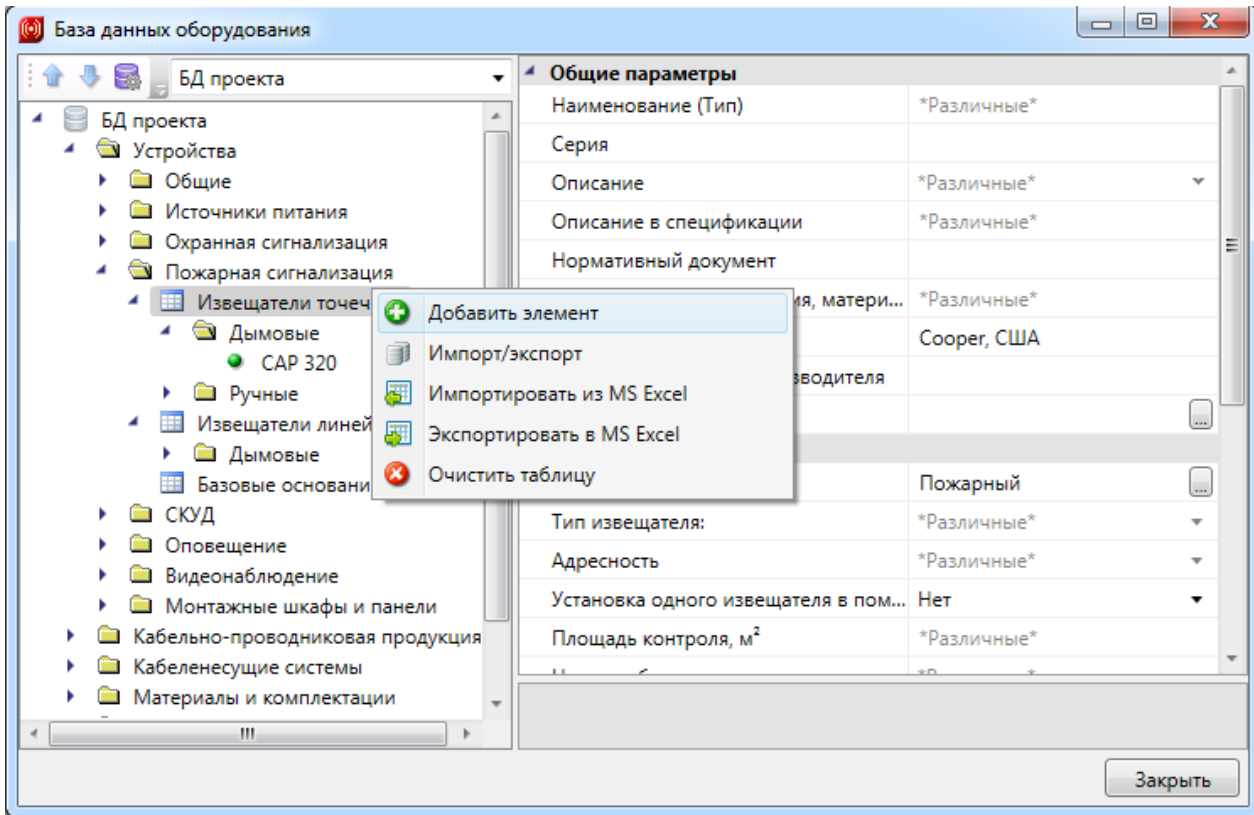 База данных оборудования
БД проекта
БД проекта
Устройства
Общие
Источники питания
Охранная сигнализация
Пожарная сигнализация
Извещатели точеч
Дымовые
CAP 320
Ручные
Извещатели линей
Дымовые
Базовые основани
СКУД
Оповещение
Видеонаблюдение
Монтажные шкафы и панели
Кабельно-проводниковая продукция
Кабеленесущие системы
Материалы и комплектации
Добавить элемент
Импорт/экспорт
Импортировать из MS Excel
Экспортировать в MS Excel
Очистить таблицу
Общие параметры
Наименование (Тип) *Различные*
Серия
Описание *Различные*
Описание в спецификации *Различные*
Нормативный документ
ия, матери... *Различные*
Cooper, США
зводителя
...
Пожарный ...
Тип извещателя: *Различные*
Адресность *Различные*
Установка одного извещателя в пом... Нет
Площадь контроля, м² *Различные*
Закрыть